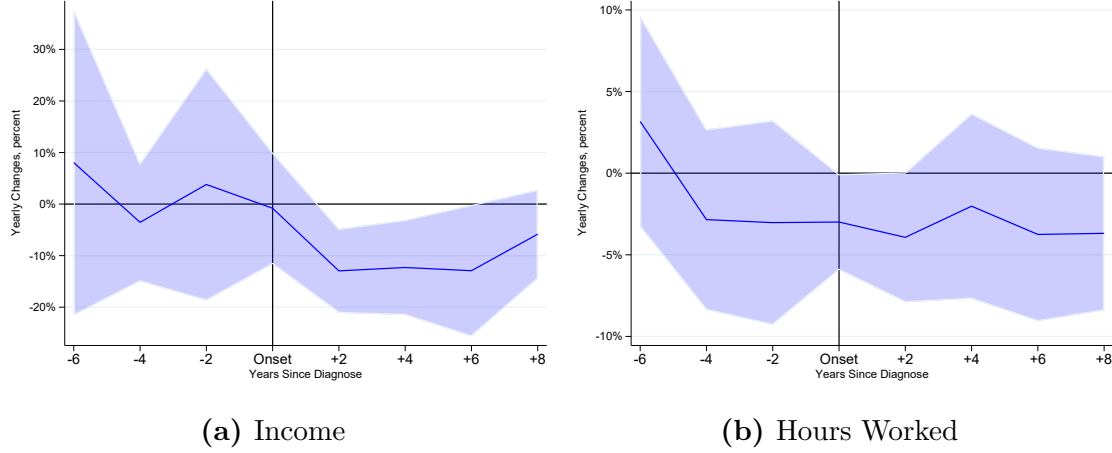 Yearly Changes, percent
30%
20%
10%
0%
-10%
-20%
-6 -4 -2 Onset +2 +4 +6 +8
Years Since Diagnose
(a) Income
Yearly Changes, percent
10%
5%
0%
-5%
-10%
-6 -4 -2 Onset +2 +4 +6 +8
Years Since Diagnose
(b) Hours Worked